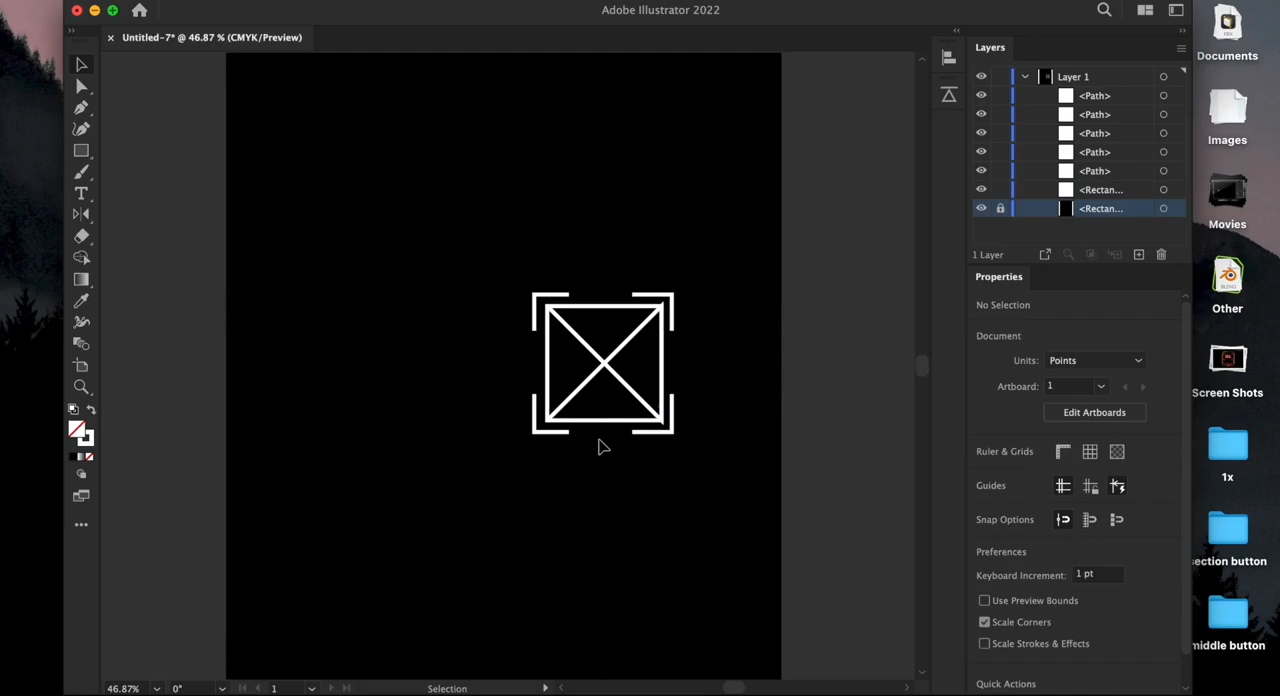 Adobe Illustrator 2022
Untitled-7* @ 46.87 % (CMYK/Preview)
Layers
Layer 1
<Path>
<Path>
<Path>
<Path>
<Path>
<Rectan...
<Rectan...
1 Layer
Properties
No Selection
Document
Units: Points
Artboard: 1
Edit Artboards
Ruler & Grids
Guides
Snap Options
Preferences
Keyboard Increment: 1 pt
Use Preview Bounds
Scale Corners
Scale Strokes & Effects
Quick Actions
46.87% 0° 1 Selection
Documents
Images
Movies
BLEND
Other
Screen Shots
1x
section button
middle button